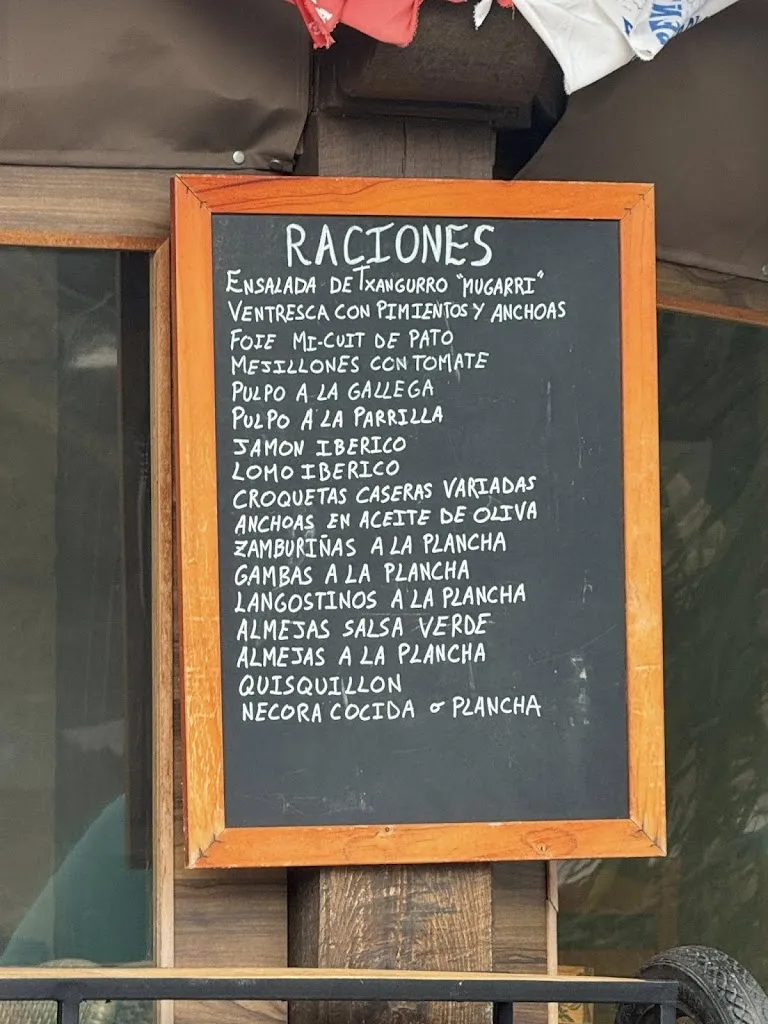 RACIONES
ENSALADA DE TXANGURRO "MUGARRI"
VENTRESCA CON PIMIENTOS Y ANCHOAS
FOIE MI-CUIT DE PATO
MEJILLONES CON TOMATE
PULPO A LA GALLEGA
PULPO A LA PARRILLA
JAMON IBERICO
LOMO IBERICO
CROQUETAS CASERAS VARIADAS
ANCHOAS EN ACEITE DE OLIVA
ZAMBURIÑAS A LA PLANCHA
GAMBAS A LA PLANCHA
LANGOSTINOS A LA PLANCHA
ALMEJAS SALSA VERDE
ALMEJAS A LA PLANCHA
QUISQUILLON
NECORA COCIDA o PLANCHA